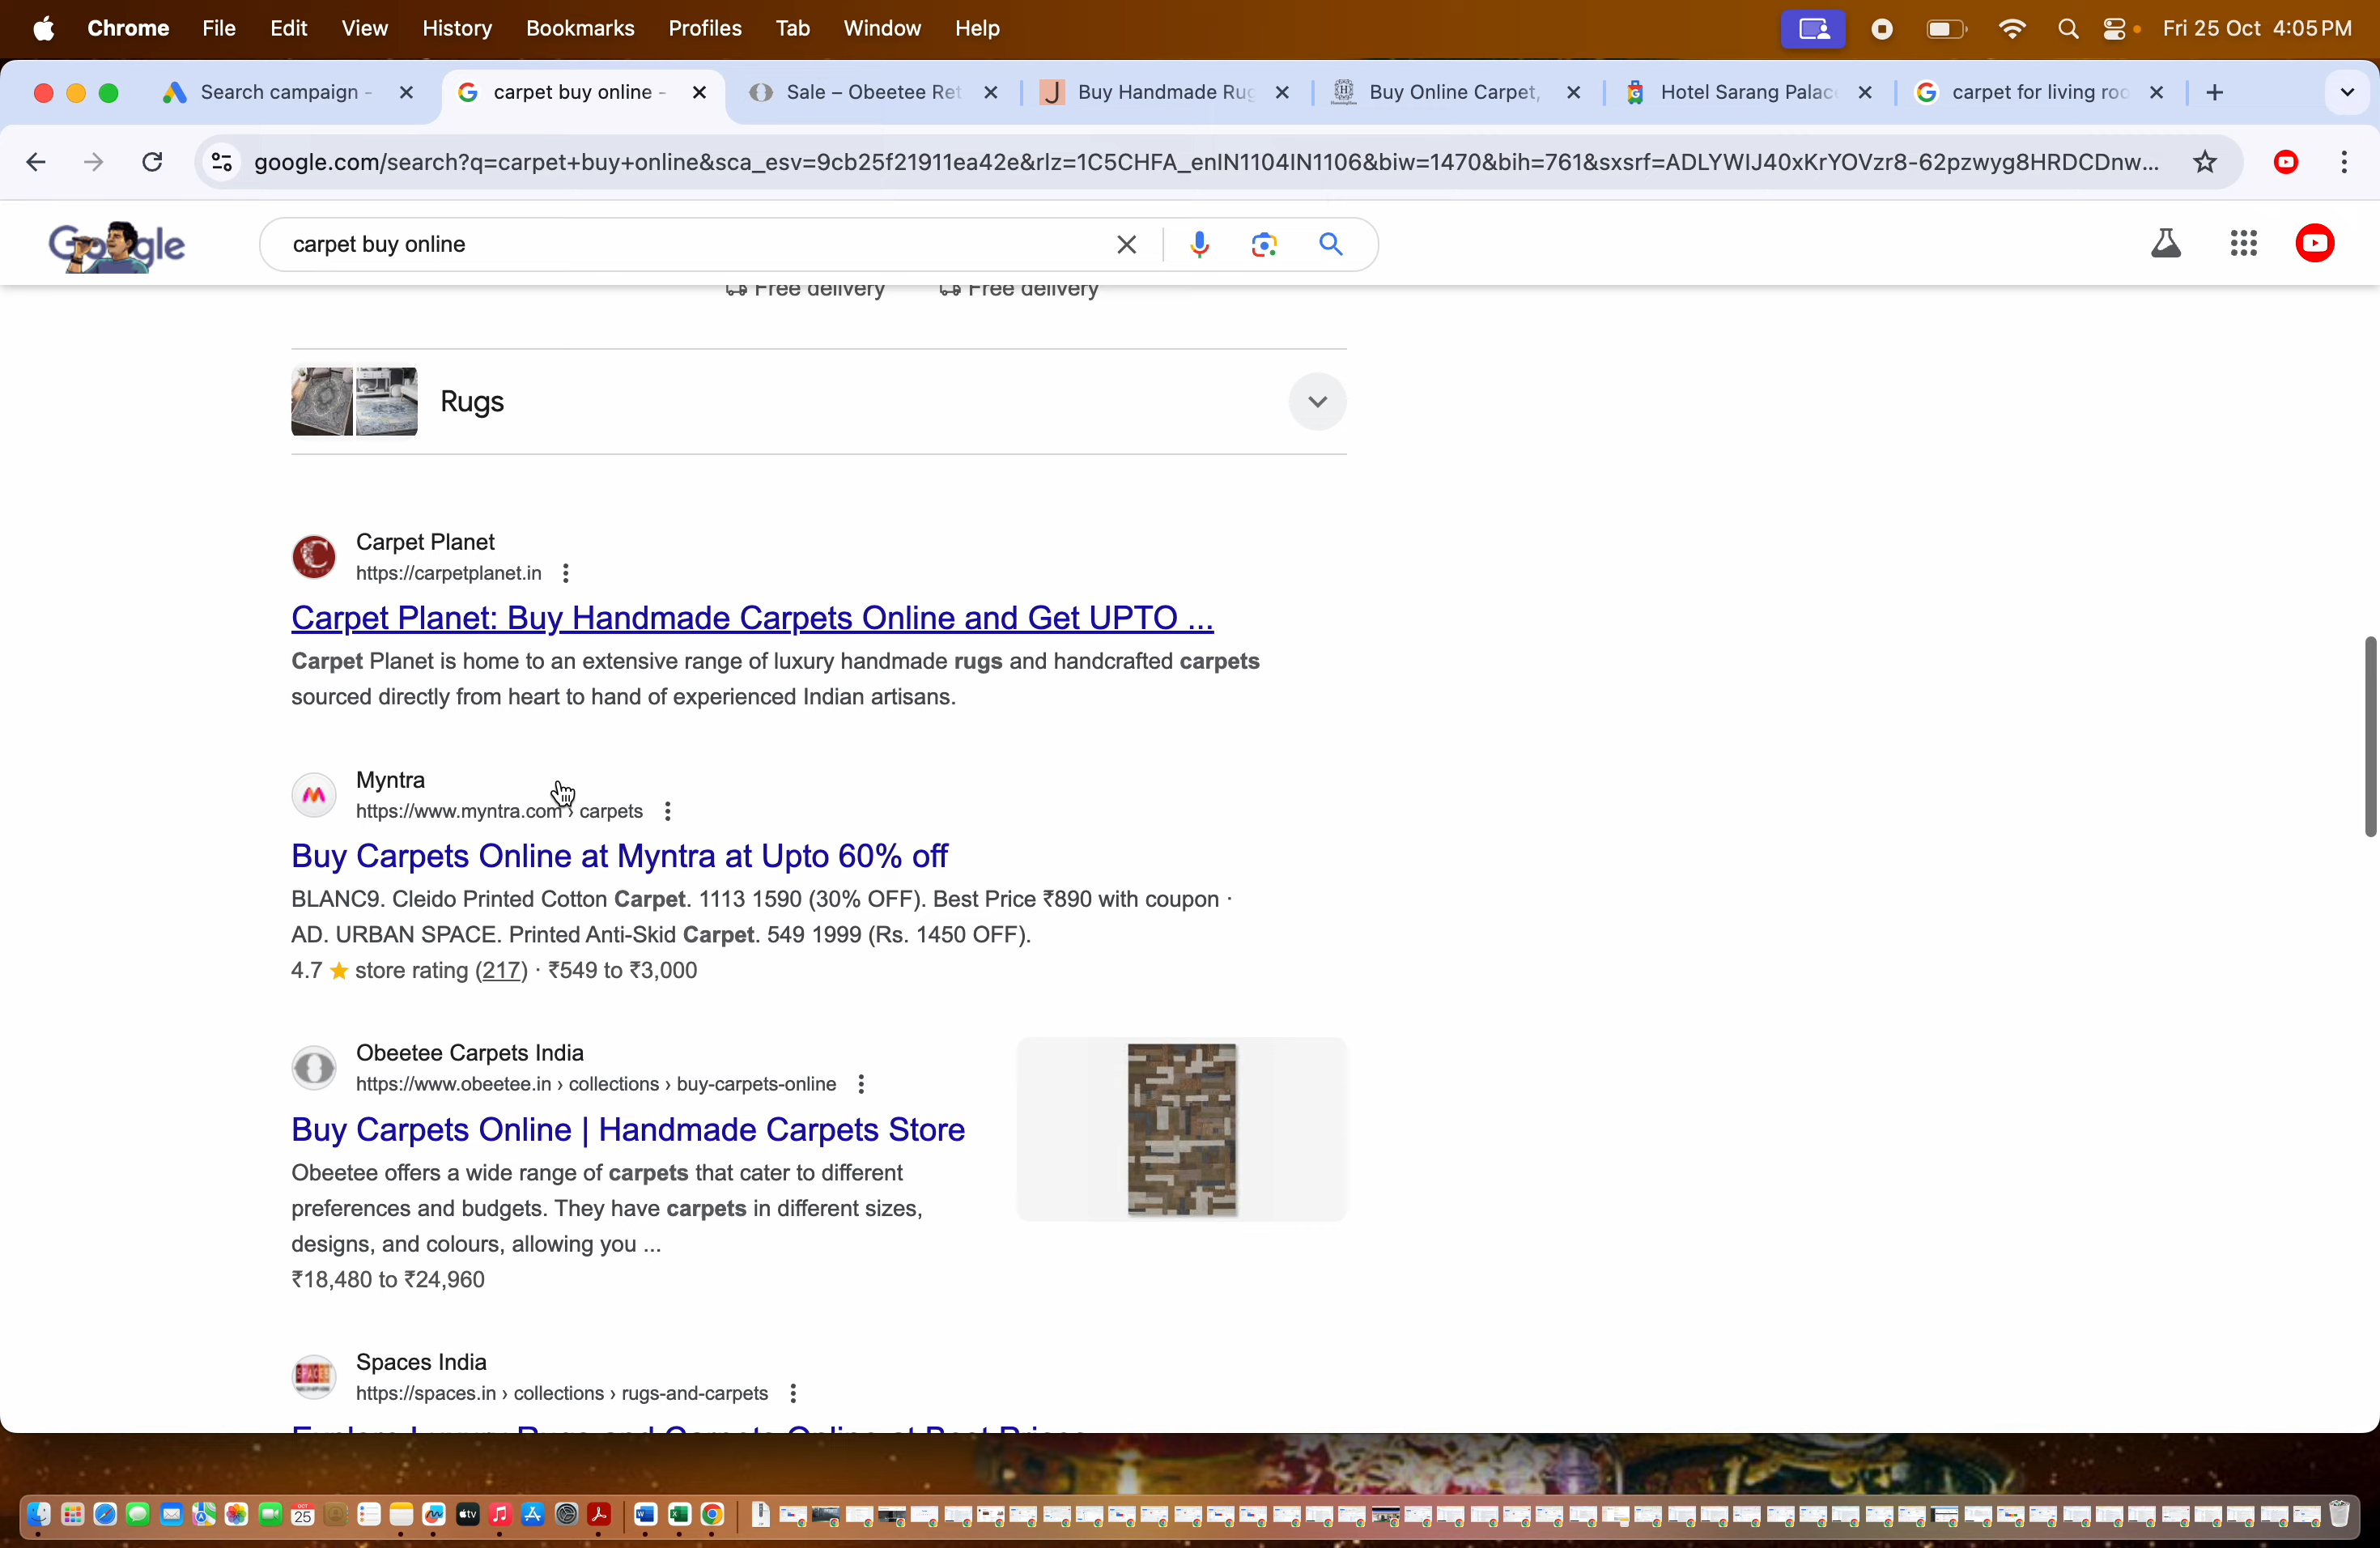 Chrome File Edit View History Bookmarks Profiles Tab Window Help Fri 25 Oct 4:05 PM
Search campaign - carpet buy online - Sale – Obeetee Ret Buy Handmade Rug Buy Online Carpet, Hotel Sarang Palac carpet for living roo
google.com/search?q=carpet+buy+online&sca_esv=9cb25f21911ea42e&rlz=1C5CHFA_enIN1104IN1106&biw=1470&bih=761&sxsrf=ADLYWIJ40xKrYOVzr8-62pzwyg8HRDCDnw...
carpet buy online
Free delivery Free delivery
Rugs
Carpet Planet
https://carpetplanet.in
Carpet Planet: Buy Handmade Carpets Online and Get UPTO ...
Carpet Planet is home to an extensive range of luxury handmade rugs and handcrafted carpets
sourced directly from heart to hand of experienced Indian artisans.
Myntra
https://www.myntra.com › carpets
Buy Carpets Online at Myntra at Upto 60% off
BLANC9. Cleido Printed Cotton Carpet. 1113 1590 (30% OFF). Best Price ₹890 with coupon ·
AD. URBAN SPACE. Printed Anti-Skid Carpet. 549 1999 (Rs. 1450 OFF).
4.7 ★ store rating (217) · ₹549 to ₹3,000
Obeetee Carpets India
https://www.obeetee.in › collections › buy-carpets-online
Buy Carpets Online | Handmade Carpets Store
Obeetee offers a wide range of carpets that cater to different
preferences and budgets. They have carpets in different sizes,
designs, and colours, allowing you ...
₹18,480 to ₹24,960
Spaces India
https://spaces.in › collections › rugs-and-carpets
Explore Luxury Rugs and Carpets Online at Best Prices